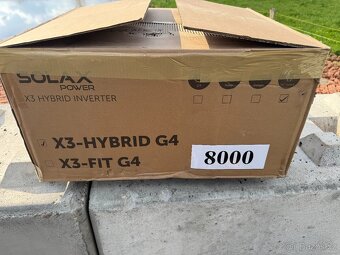 SOLAX
POWER
X3 HYBRID INVERTER
X3-HYBRID G4
X3-FIT G4
8000